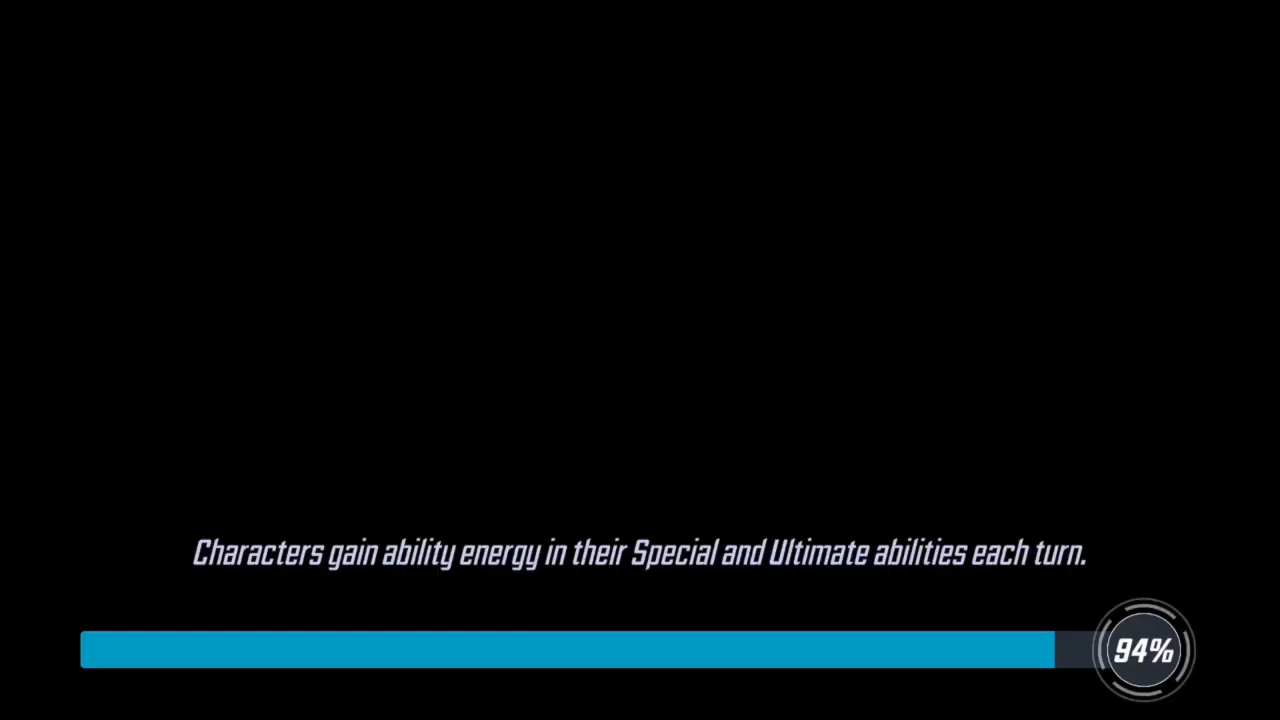 Characters gain ability energy in their Special and Ultimate abilities each turn.
94%